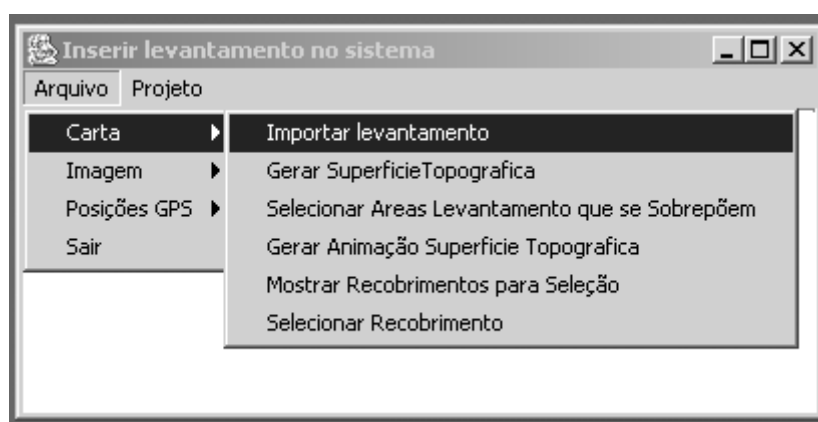 Inserir levantamento no sistema
Arquivo Projeto
Carta
Imagem
Posições GPS
Sair
Importar levantamento
Gerar SuperficieTopografica
Selecionar Areas Levantamento que se Sobrepõem
Gerar Animação Superficie Topografica
Mostrar Recobrimentos para Seleção
Selecionar Recobrimento